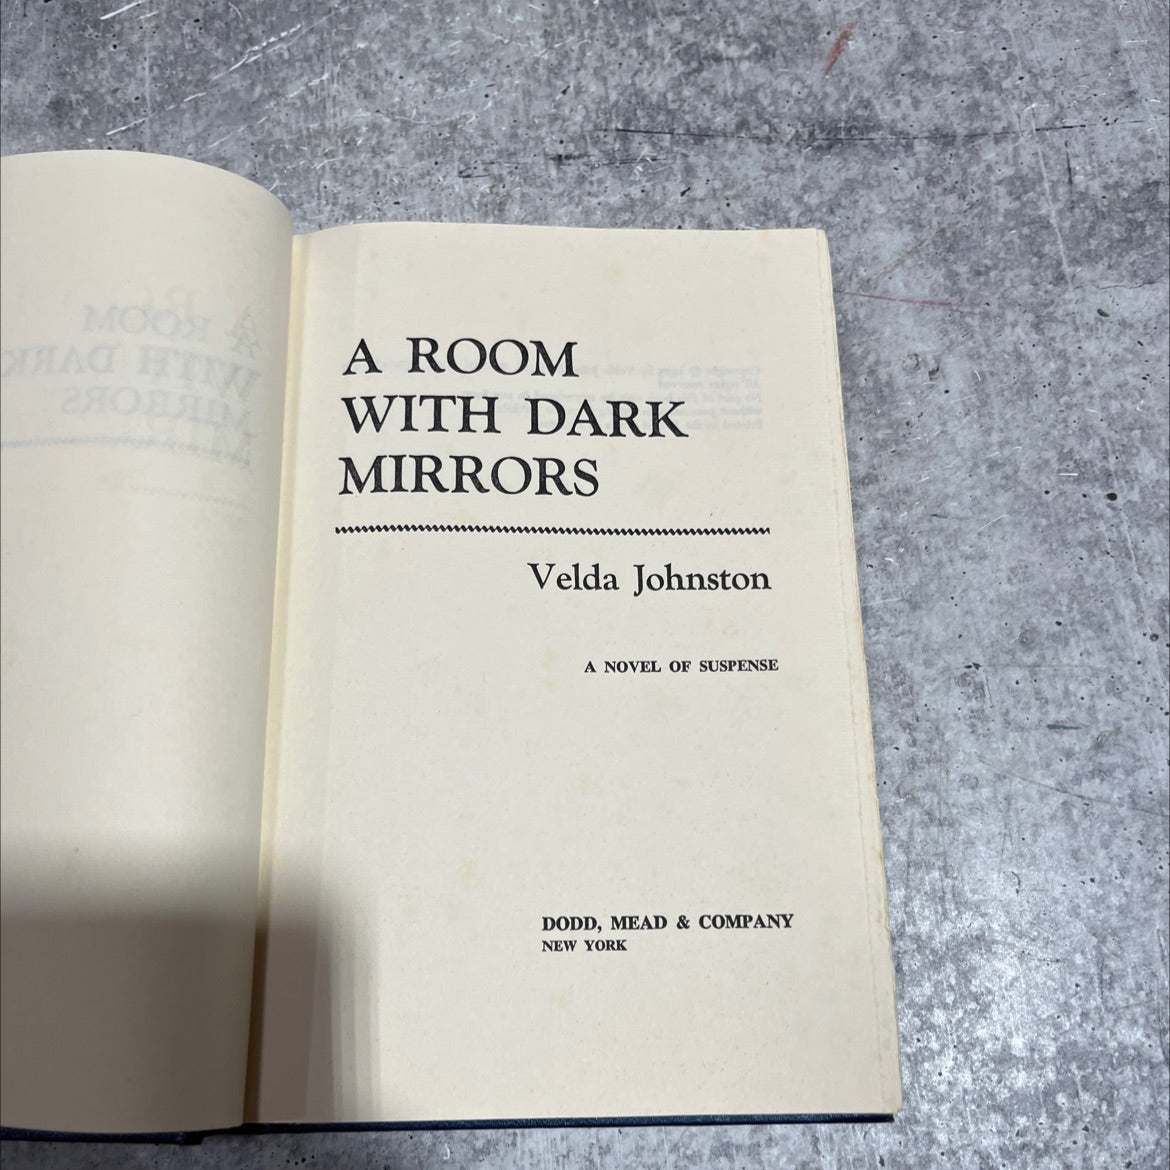 A ROOM
WITH DARK
MIRRORS
Velda Johnston
A NOVEL OF SUSPENSE
DODD, MEAD & COMPANY
NEW YORK